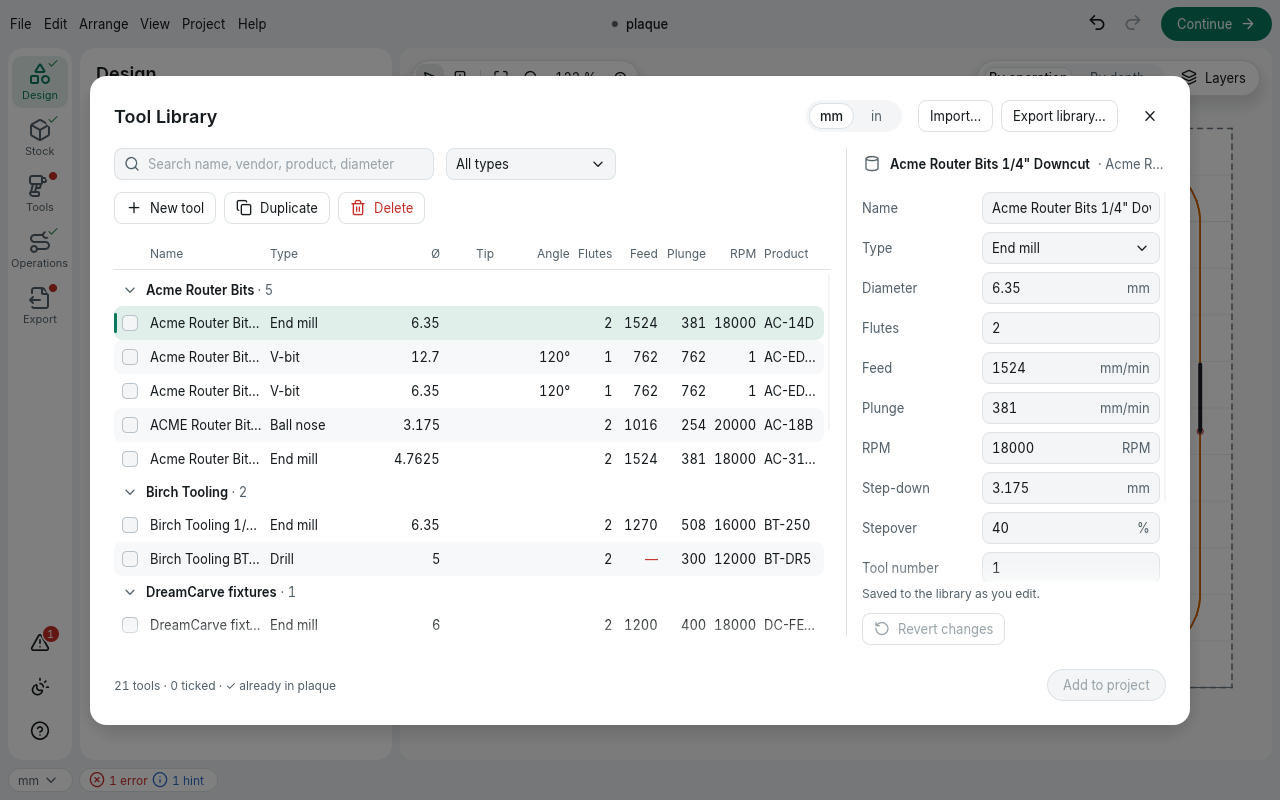 File Edit Arrange View Project Help
plaque
Continue
Design
Stock
Tools
Operations
Export
1
Design
By operation By depth
Layers
Tool Library
mm in
Import...
Export library...
Search name, vendor, product, diameter
All types
New tool
Duplicate
Delete
Name Type Ø Tip Angle Flutes Feed Plunge RPM Product
Acme Router Bits · 5
Acme Router Bit... End mill 6.35 2 1524 381 18000 AC-14D
Acme Router Bit... V-bit 12.7 120° 1 762 762 1 AC-ED...
Acme Router Bit... V-bit 6.35 120° 1 762 762 1 AC-ED...
ACME Router Bit... Ball nose 3.175 2 1016 254 20000 AC-18B
Acme Router Bit... End mill 4.7625 2 1524 381 18000 AC-31...
Birch Tooling · 2
Birch Tooling 1/... End mill 6.35 2 1270 508 16000 BT-250
Birch Tooling BT... Drill 5 2 — 300 12000 BT-DR5
DreamCarve fixtures · 1
DreamCarve fixt... End mill 6 2 1200 400 18000 DC-FE...
21 tools · 0 ticked · ✓ already in plaque
Acme Router Bits 1/4" Downcut · Acme R...
Name Acme Router Bits 1/4" Dov
Type End mill
Diameter 6.35 mm
Flutes 2
Feed 1524 mm/min
Plunge 381 mm/min
RPM 18000 RPM
Step-down 3.175 mm
Stepover 40 %
Tool number 1
Saved to the library as you edit.
Revert changes
Add to project
mm
1 error 1 hint